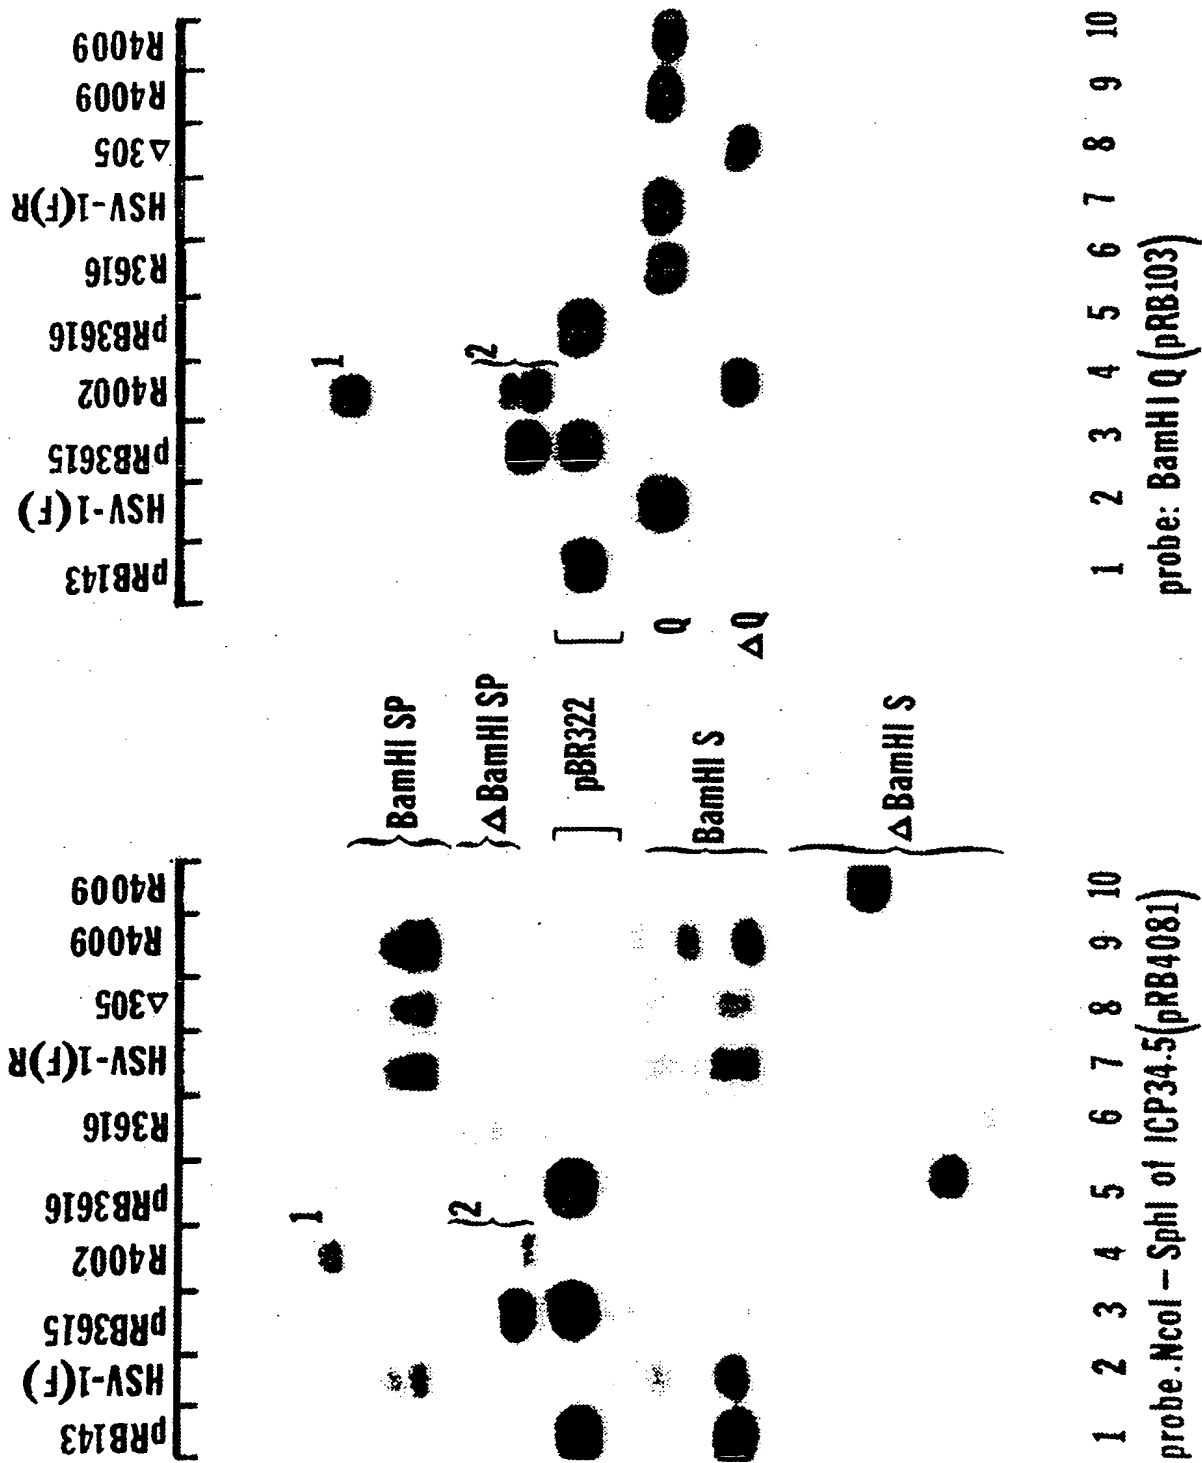 pRB143
HSV-1(F)
pRB3615
R4002
pRB3616
R3616
HSV-1(F)R
Δ305
R4009
R4009
1
2
BamHI SP
Δ BamHI SP
[ pBR322 ]
BamHI S
Δ BamHI S
1 2 3 4 5 6 7 8 9 10
probe.NcoI – SphI of ICP34.5(pRB4081)
pRB143
HSV-1(F)
pRB3615
R4002
pRB3616
R3616
HSV-1(F)R
Δ305
R4009
R4009
1
2
Q
Δ Q
1 2 3 4 5 6 7 8 9 10
probe: BamHI Q (pRB103)